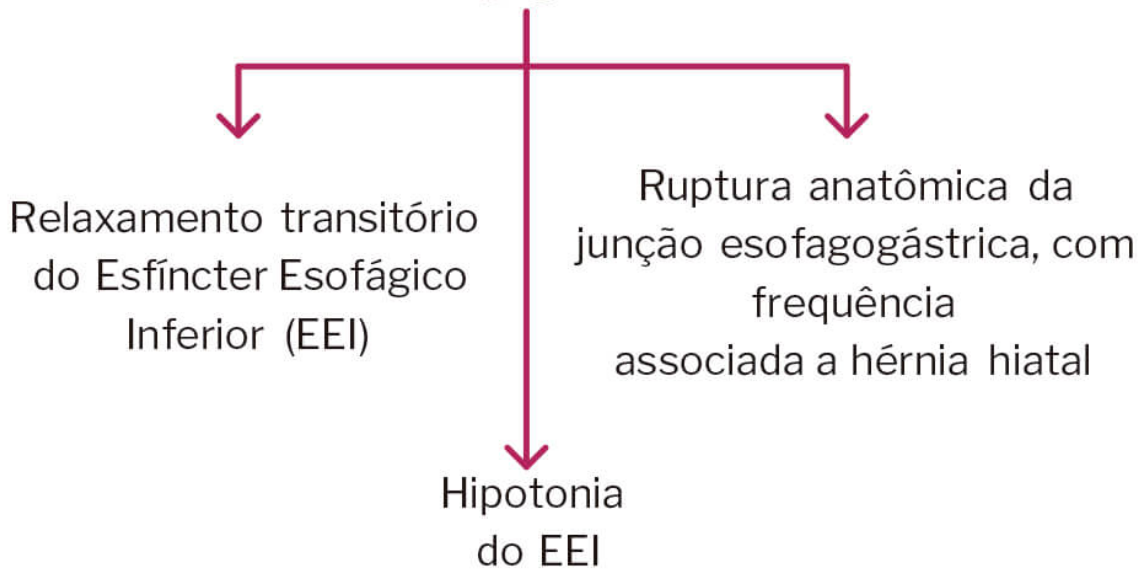 Relaxamento transitório
do Esfíncter Esofágico
Inferior (EEI)
Ruptura anatômica da
junção esofagogástrica, com
frequência
associada a hérnia hiatal
Hipotonia
do EEI